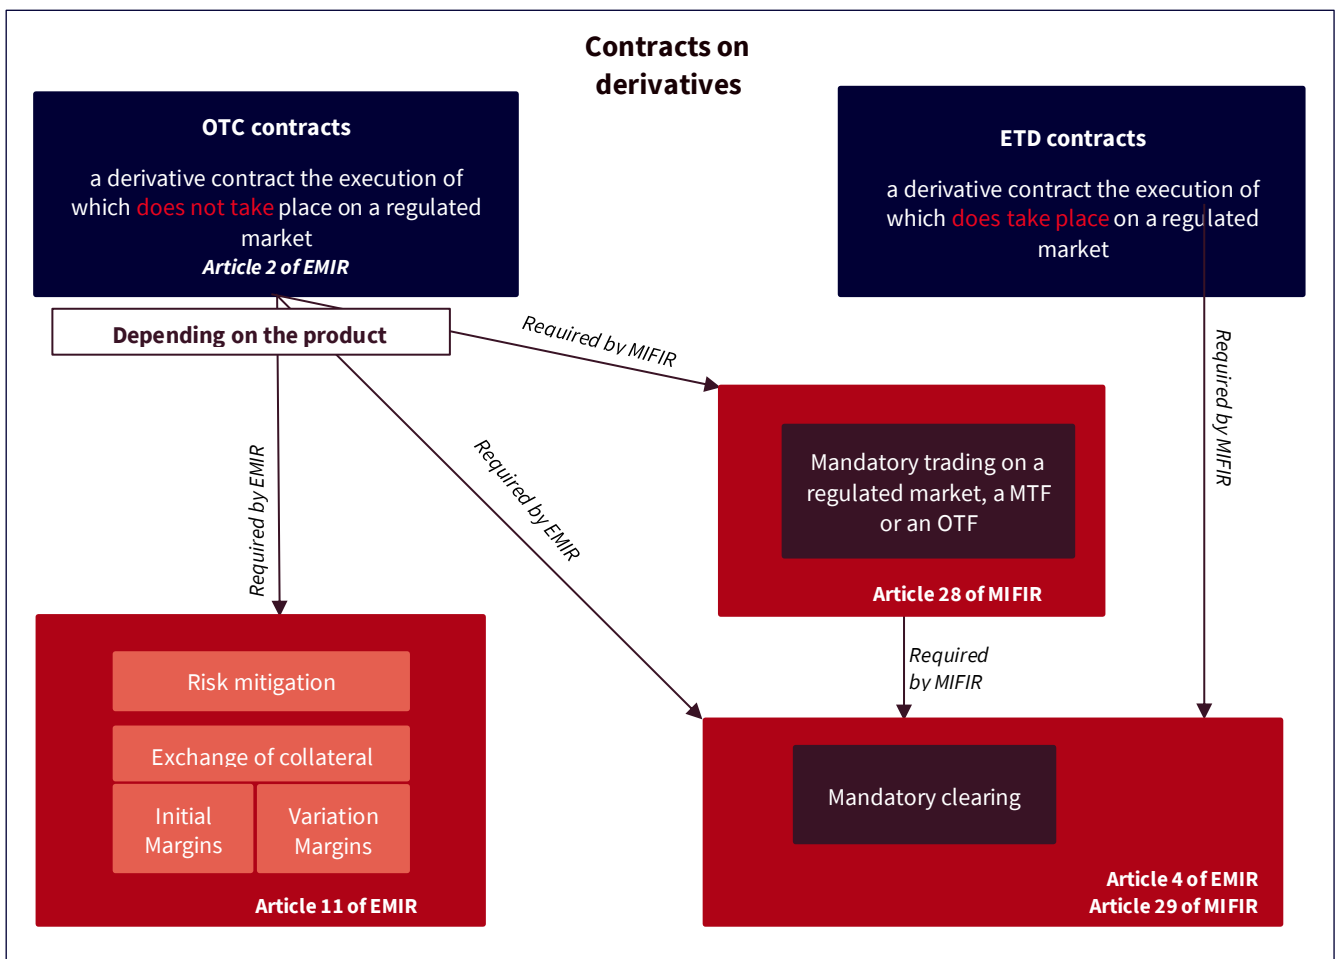 Contracts on
derivatives
OTC contracts
a derivative contract the execution of
which does not take place on a regulated
market
Article 2 of EMIR
ETD contracts
a derivative contract the execution of
which does take place on a regulated
market
Depending on the product
Required by MIFIR
Required by MIFIR
Required by EMIR
Required by EMIR
Mandatory trading on a
regulated market, a MTF
or an OTF
Article 28 of MIFIR
Required
by MIFIR
Risk mitigation
Exchange of collateral
Initial
Margins
Variation
Margins
Article 11 of EMIR
Mandatory clearing
Article 4 of EMIR
Article 29 of MIFIR